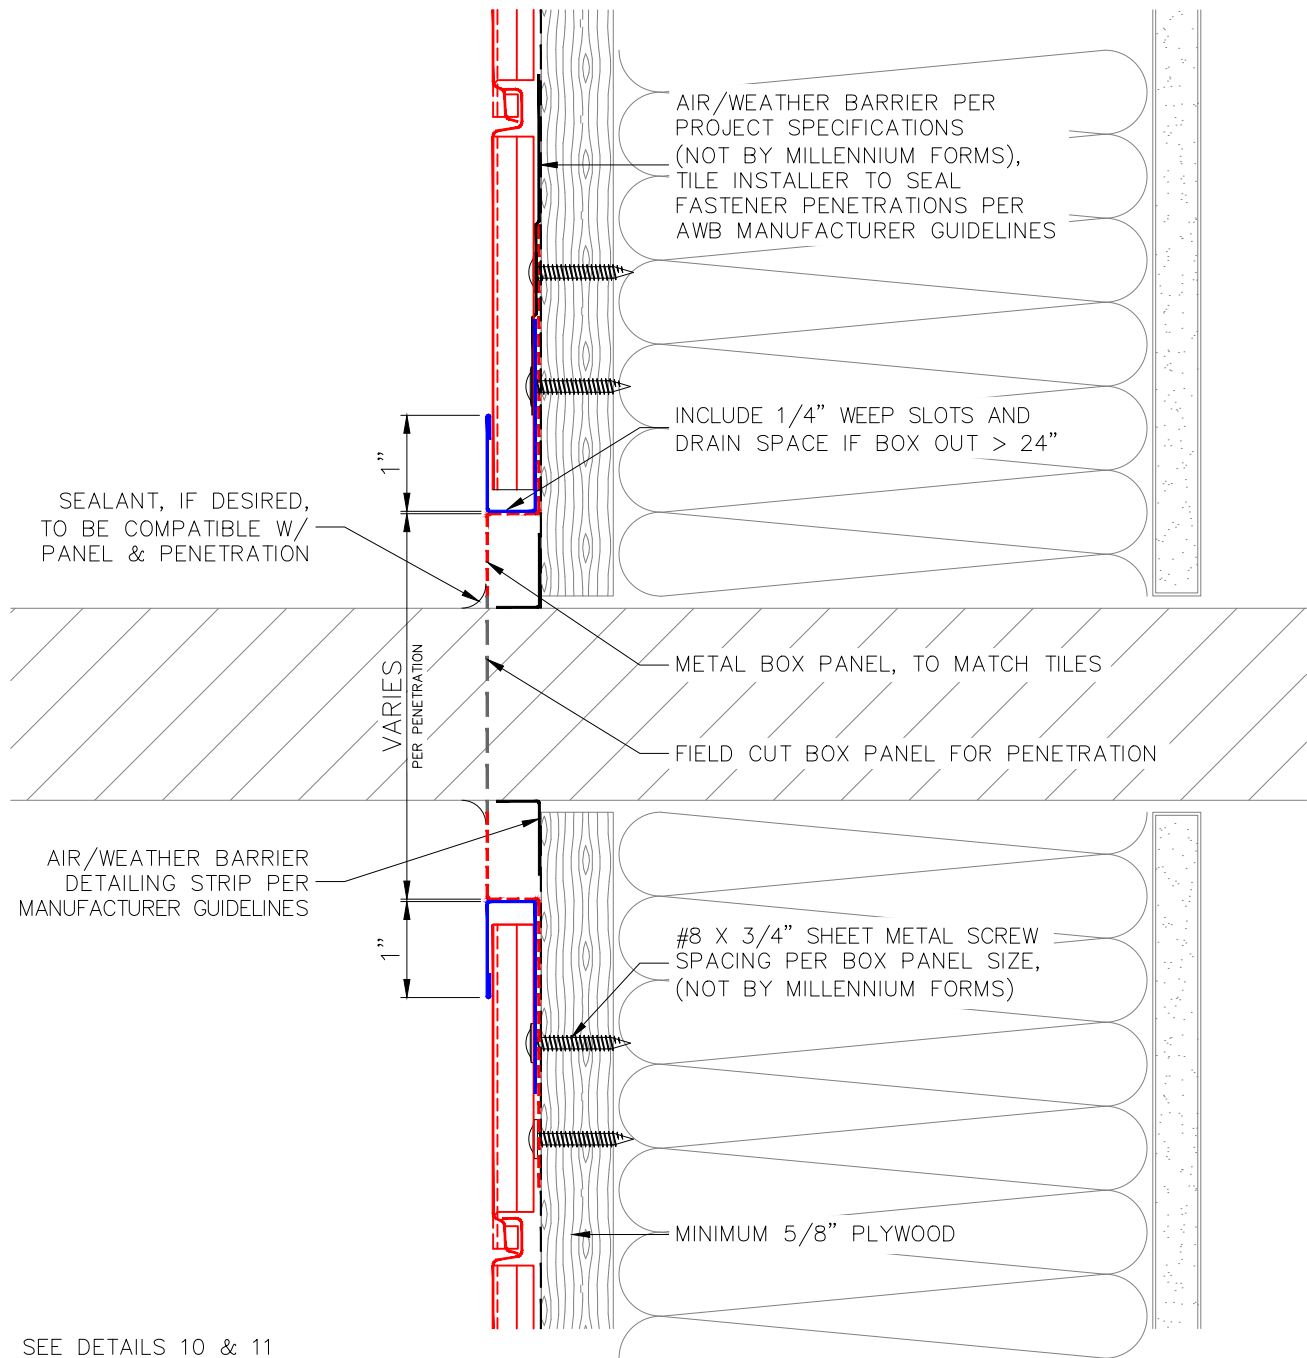 AIR/WEATHER BARRIER PER
PROJECT SPECIFICATIONS
(NOT BY MILLENNIUM FORMS),
TILE INSTALLER TO SEAL
FASTENER PENETRATIONS PER
AWB MANUFACTURER GUIDELINES
INCLUDE 1/4” WEEP SLOTS AND
DRAIN SPACE IF BOX OUT > 24”
1”
SEALANT, IF DESIRED,
TO BE COMPATIBLE W/
PANEL & PENETRATION
VARIES
PER PENETRATION
METAL BOX PANEL, TO MATCH TILES
FIELD CUT BOX PANEL FOR PENETRATION
AIR/WEATHER BARRIER
DETAILING STRIP PER
MANUFACTURER GUIDELINES
1”
#8 X 3/4” SHEET METAL SCREW
SPACING PER BOX PANEL SIZE,
(NOT BY MILLENNIUM FORMS)
MINIMUM 5/8” PLYWOOD
SEE DETAILS 10 & 11